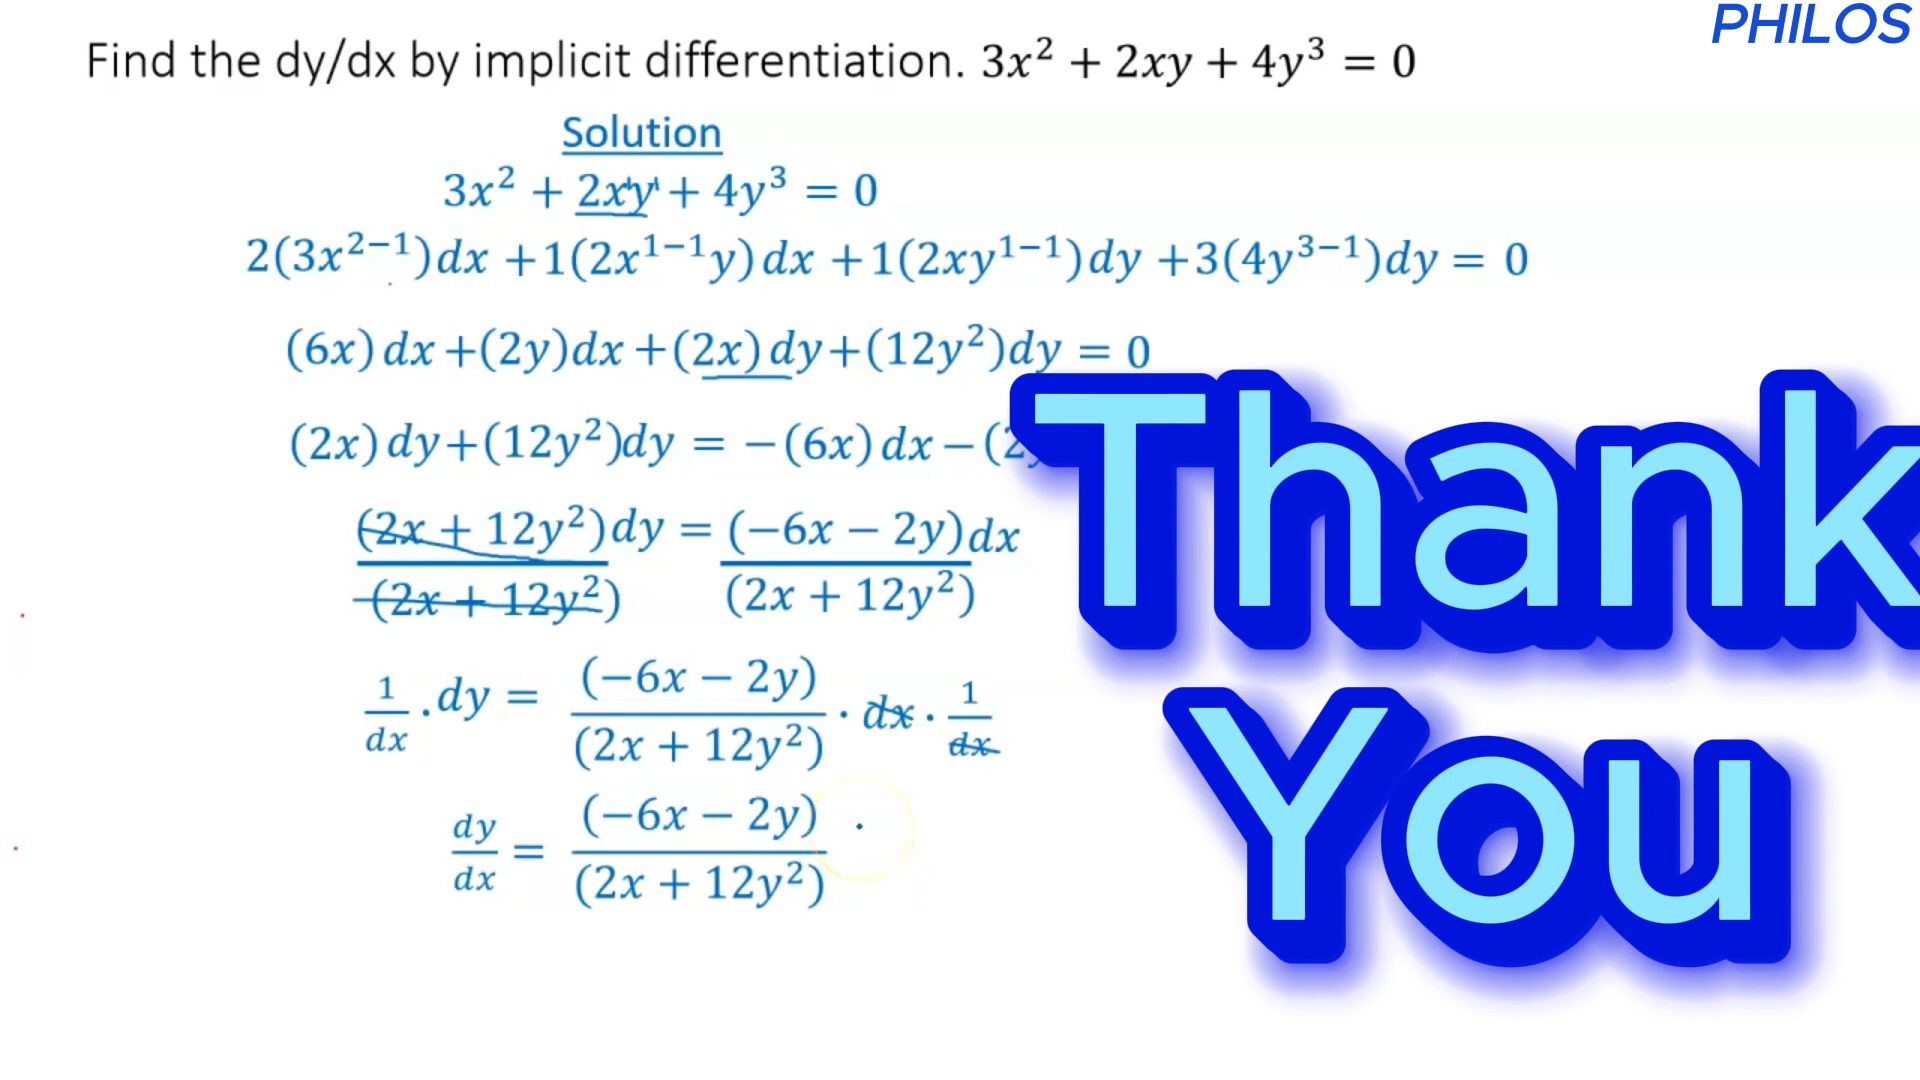 PHILOS
Find the dy/dx by implicit differentiation. 3x² + 2xy + 4y³ = 0
Solution
3x² + 2x¹y¹ + 4y³ = 0
2(3x²⁻¹)dx +1(2x¹⁻¹y)dx +1(2xy¹⁻¹)dy +3(4y³⁻¹)dy = 0
(6x) dx +(2y)dx +(2x) dy+(12y²)dy = 0
(2x) dy+(12y²)dy = −(6x) dx − (2
(2x + 12y²)dy = (−6x − 2y)dx
(2x + 12y²) (2x + 12y²)
1/dx . dy = (−6x − 2y)/(2x + 12y²) · dx · 1/dx
dy/dx = (−6x − 2y)/(2x + 12y²)
Thank
You